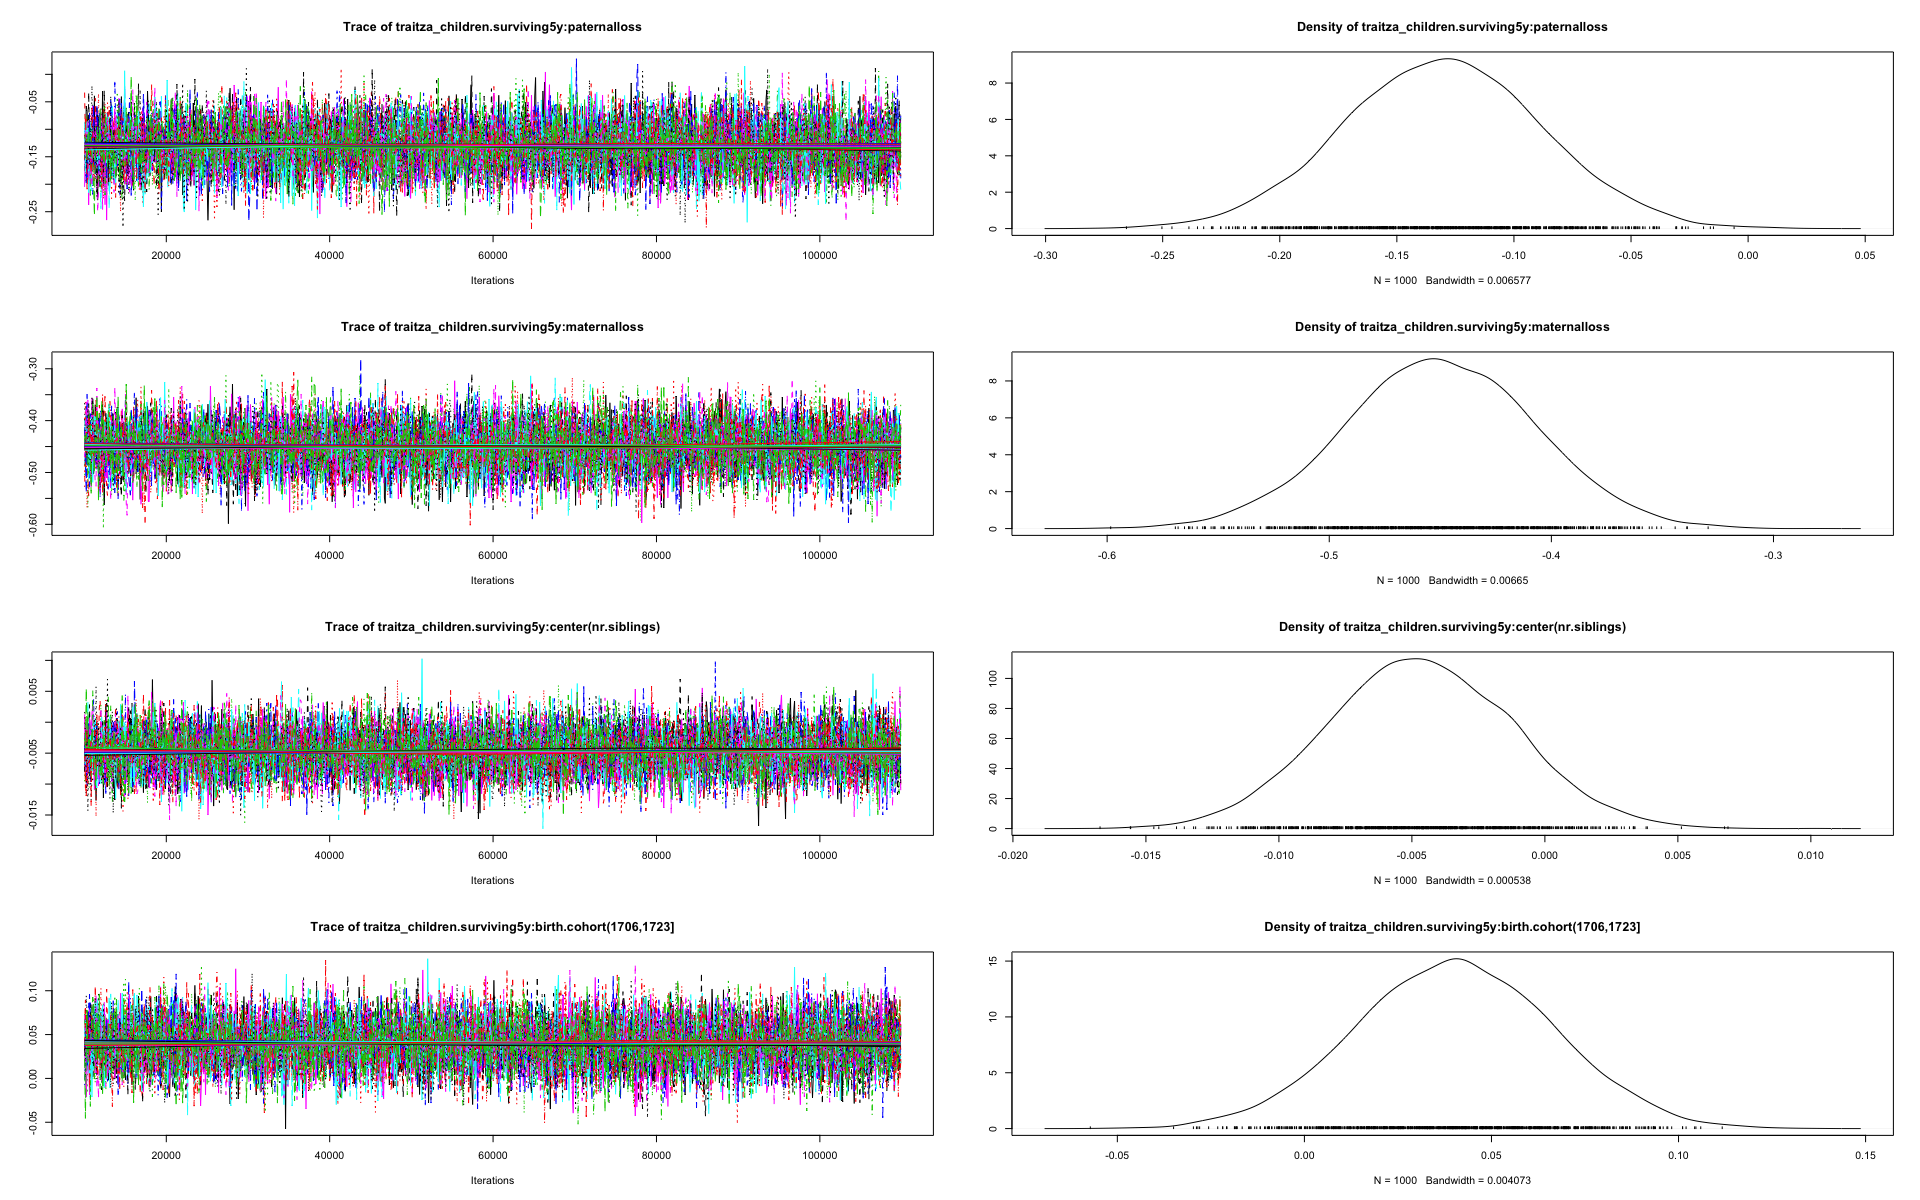 Trace of traitza_children.surviving5y:paternalloss
-0.25 -0.15 -0.05
20000 40000 60000 80000 100000
Iterations
Density of traitza_children.surviving5y:paternalloss
0 2 4 6 8
-0.30 -0.25 -0.20 -0.15 -0.10 -0.05 0.00 0.05
N = 1000 Bandwidth = 0.006577
Trace of traitza_children.surviving5y:maternalloss
-0.60 -0.50 -0.40 -0.30
20000 40000 60000 80000 100000
Iterations
Density of traitza_children.surviving5y:maternalloss
0 2 4 6 8
-0.6 -0.5 -0.4 -0.3
N = 1000 Bandwidth = 0.00665
Trace of traitza_children.surviving5y:center(nr.siblings)
-0.015 -0.005 0.005
20000 40000 60000 80000 100000
Iterations
Density of traitza_children.surviving5y:center(nr.siblings)
0 20 40 60 80 100
-0.020 -0.015 -0.010 -0.005 0.000 0.005 0.010
N = 1000 Bandwidth = 0.000538
Trace of traitza_children.surviving5y:birth.cohort(1706,1723]
-0.05 0.00 0.05 0.10
20000 40000 60000 80000 100000
Iterations
Density of traitza_children.surviving5y:birth.cohort(1706,1723]
0 5 10 15
-0.05 0.00 0.05 0.10 0.15
N = 1000 Bandwidth = 0.004073